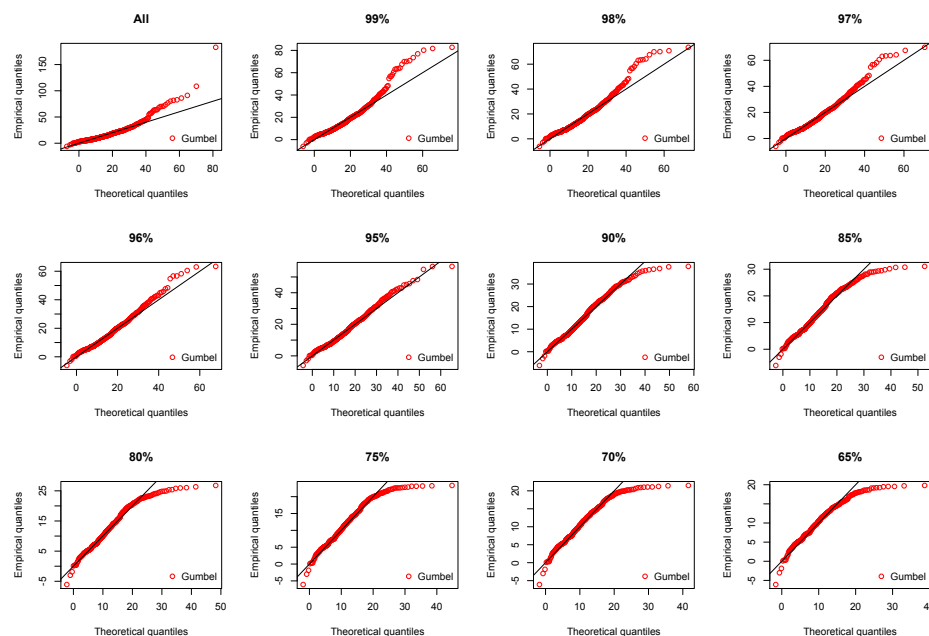 All
Empirical quantiles
150
100
50
0
Gumbel
0 20 40 60 80
Theoretical quantiles
99%
Empirical quantiles
80
60
40
20
0
Gumbel
0 20 40 60
Theoretical quantiles
98%
Empirical quantiles
60
40
20
0
Gumbel
0 20 40 60
Theoretical quantiles
97%
Empirical quantiles
60
40
20
0
Gumbel
0 10 20 30 40 50 60 70
Theoretical quantiles
96%
Empirical quantiles
60
40
20
0
Gumbel
0 20 40 60
Theoretical quantiles
95%
Empirical quantiles
40
20
0
Gumbel
0 10 20 30 40 50 60
Theoretical quantiles
90%
Empirical quantiles
30
20
10
0
Gumbel
0 10 20 30 40 50 60
Theoretical quantiles
85%
Empirical quantiles
30
20
10
0
Gumbel
0 10 20 30 40 50
Theoretical quantiles
80%
Empirical quantiles
25
15
5
-5
Gumbel
0 10 20 30 40 50
Theoretical quantiles
75%
Empirical quantiles
15
5
-5
Gumbel
0 10 20 30 40
Theoretical quantiles
70%
Empirical quantiles
20
10
0
-5
Gumbel
0 10 20 30 40
Theoretical quantiles
65%
Empirical quantiles
20
15
10
5
0
-5
Gumbel
0 10 20 30 40
Theoretical quantiles